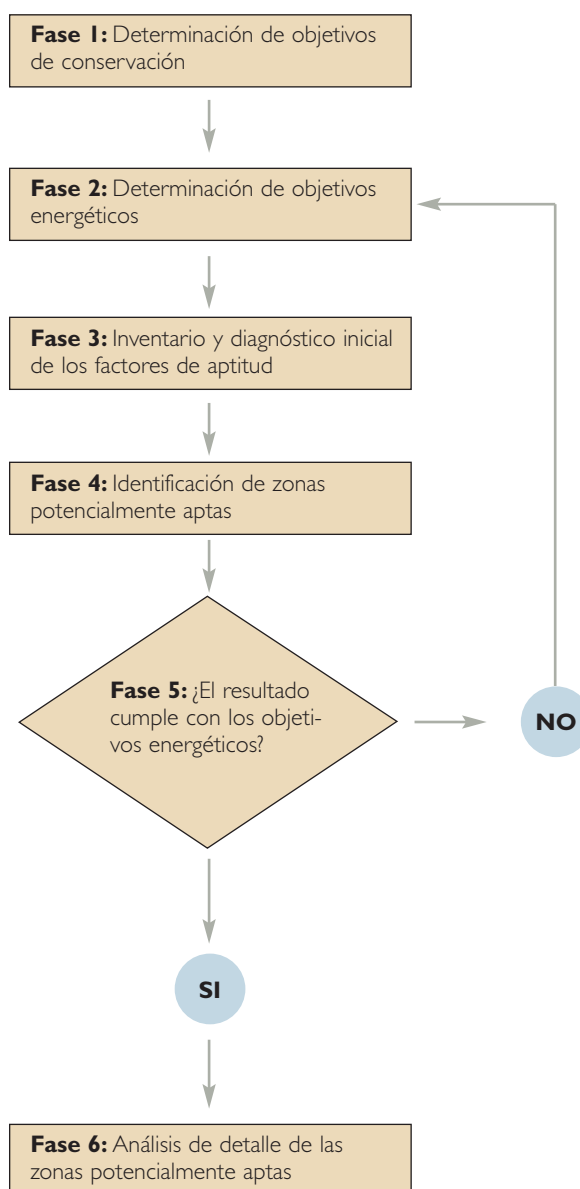 Fase 1: Determinación de objetivos
de conservación
Fase 2: Determinación de objetivos
energéticos
Fase 3: Inventario y diagnóstico inicial
de los factores de aptitud
Fase 4: Identificación de zonas
potencialmente aptas
Fase 5: ¿El resultado
cumple con los objeti-
vos energéticos?
NO
SI
Fase 6: Análisis de detalle de las
zonas potencialmente aptas